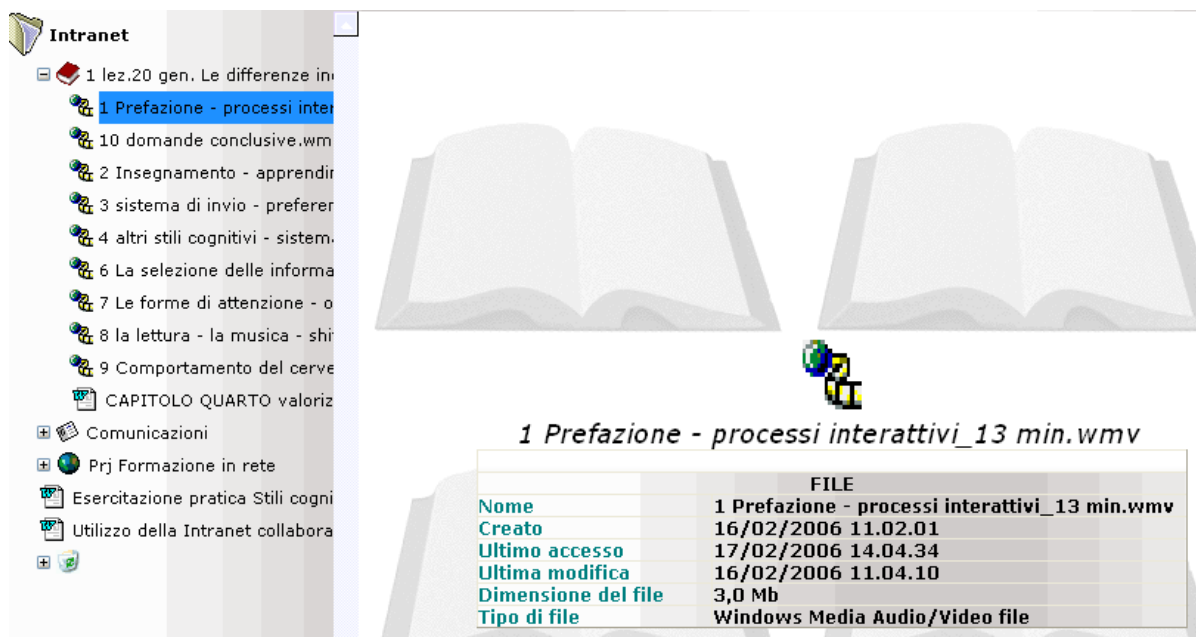 Intranet
1 lez.20 gen. Le differenze in
1 Prefazione - processi inter
10 domande conclusive.wm
2 Insegnamento - apprendi
3 sistema di invio - preferer
4 altri stili cognitivi - sistem
6 La selezione delle informa
7 Le forme di attenzione - o
8 la lettura - la musica - shi
9 Comportamento del cerve
CAPITOLO QUARTO valoriz
Comunicazioni
Prj Formazione in rete
Esercitazione pratica Stili cogni
Utilizzo della Intranet collabora
1 Prefazione - processi interattivi_13 min.wmv
FILE
Nome 1 Prefazione - processi interattivi_13 min.wmv
Creato 16/02/2006 11.02.01
Ultimo accesso 17/02/2006 14.04.34
Ultima modifica 16/02/2006 11.04.10
Dimensione del file 3,0 Mb
Tipo di file Windows Media Audio/Video file